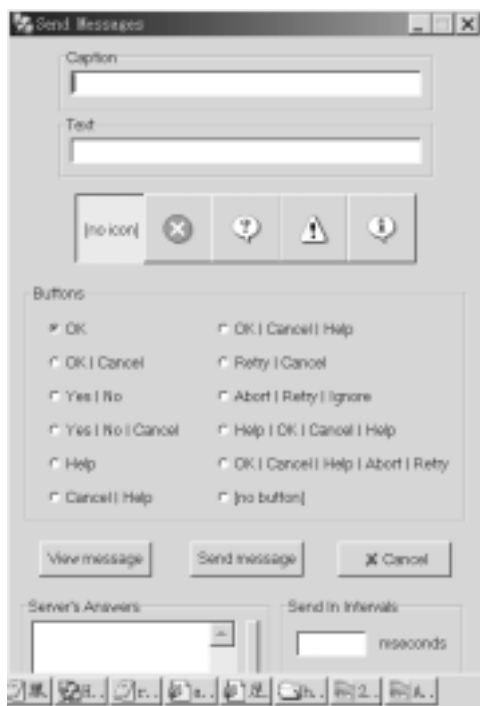 Send Messages
Caption
Text
[no icon]
Buttons
OK
OK | Cancel | Help
OK | Cancel
Retry | Cancel
Yes | No
Abort | Retry | Ignore
Yes | No | Cancel
Help | OK | Cancel | Help
Help
OK | Cancel | Help | Abort | Retry
Cancel | Help
[no button]
View message
Send message
Cancel
Server's Answers
Send In Intervals
mseconds